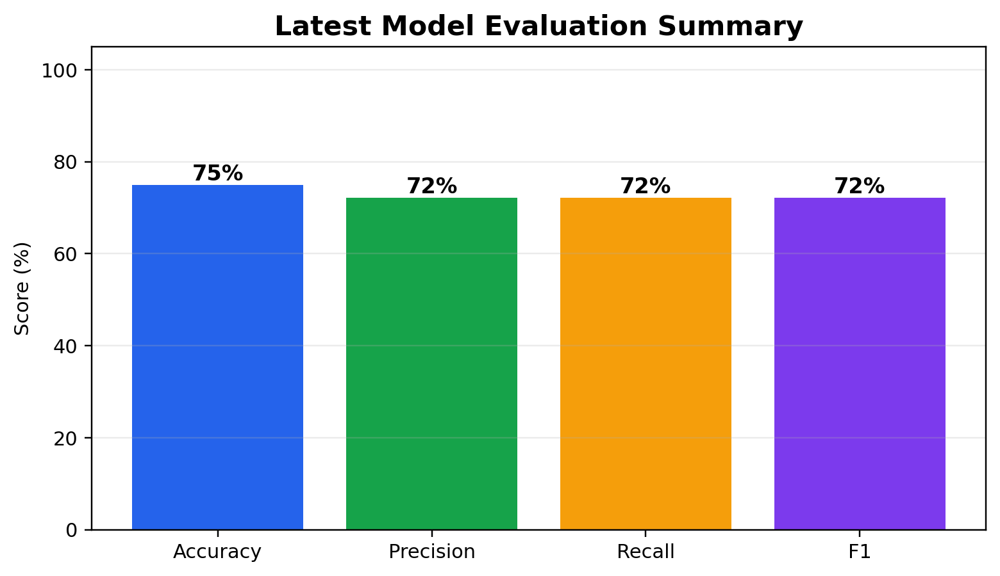 Latest Model Evaluation Summary
100
80
60
40
20
0
Score (%)
75%
72%
72%
72%
Accuracy
Precision
Recall
F1